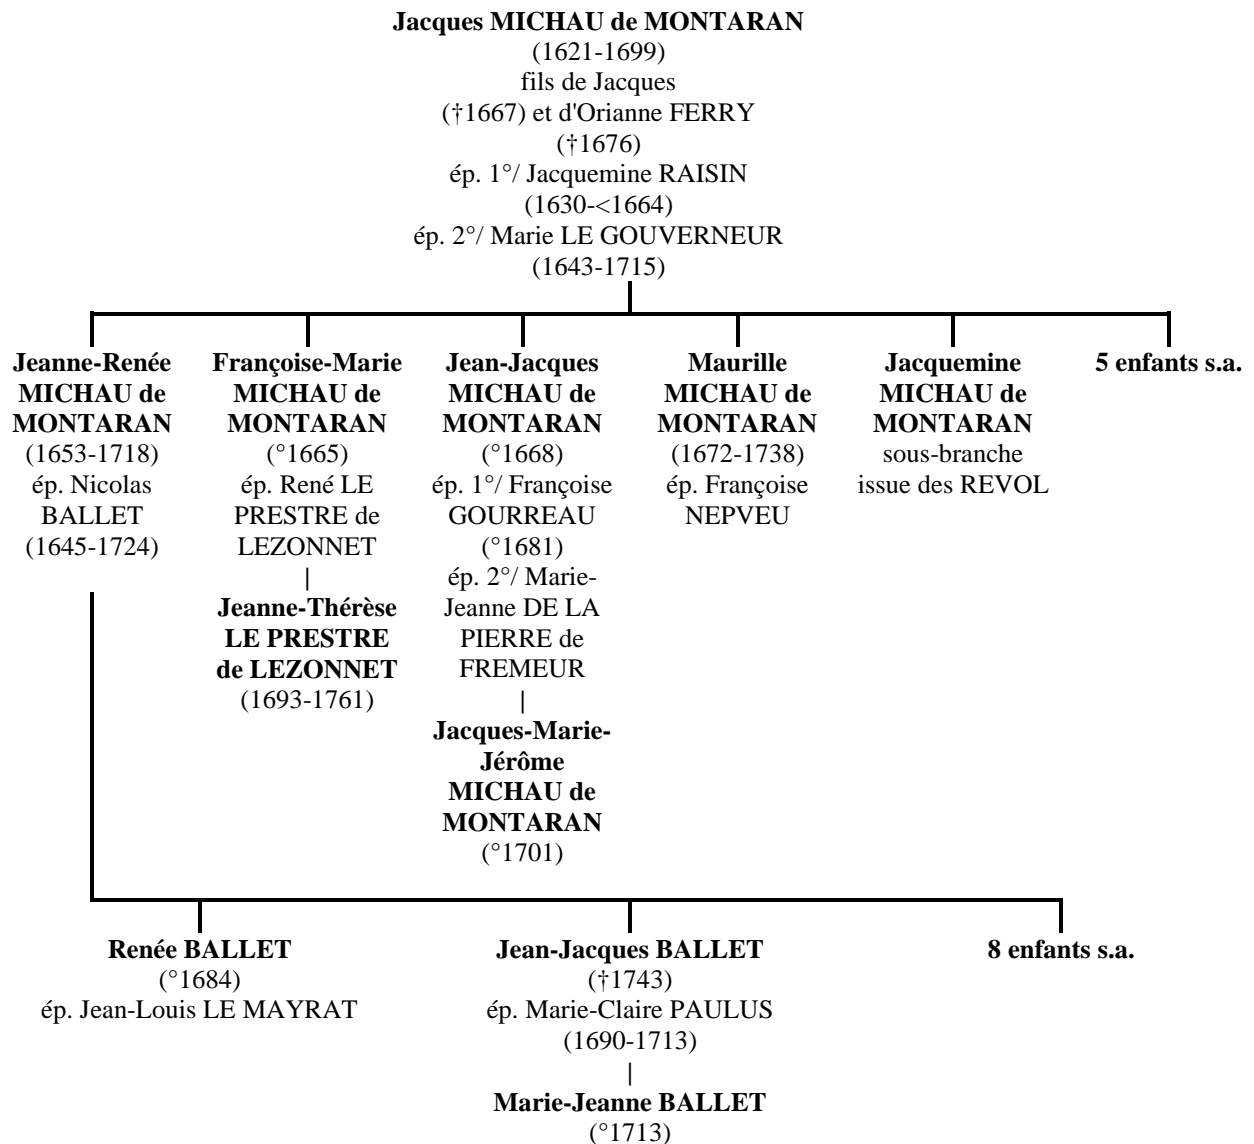 Jacques MICHAU de MONTARAN
(1621-1699)
fils de Jacques
(†1667) et d'Orianne FERRY
(†1676)
ép. 1°/ Jacquemine RAISIN
(1630-<1664)
ép. 2°/ Marie LE GOUVERNEUR
(1643-1715)
Jeanne-Renée
MICHAU de
MONTARAN
(1653-1718)
ép. Nicolas
BALLET
(1645-1724)
Françoise-Marie
MICHAU de
MONTARAN
(°1665)
ép. René LE
PRESTRE de
LEZONNET
|
Jeanne-Thérèse
LE PRESTRE
de LEZONNET
(1693-1761)
Jean-Jacques
MICHAU de
MONTARAN
(°1668)
ép. 1°/ Françoise
GOURREAU
(°1681)
ép. 2°/ Marie-
Jeanne DE LA
PIERRE de
FREMEUR
|
Jacques-Marie-
Jérôme
MICHAU de
MONTARAN
(°1701)
Maurille
MICHAU de
MONTARAN
(1672-1738)
ép. Françoise
NEPVEU
Jacquemine
MICHAU de
MONTARAN
sous-branche
issue des REVOL
5 enfants s.a.
Renée BALLET
(°1684)
ép. Jean-Louis LE MAYRAT
Jean-Jacques BALLET
(†1743)
ép. Marie-Claire PAULUS
(1690-1713)
|
Marie-Jeanne BALLET
(°1713)
8 enfants s.a.